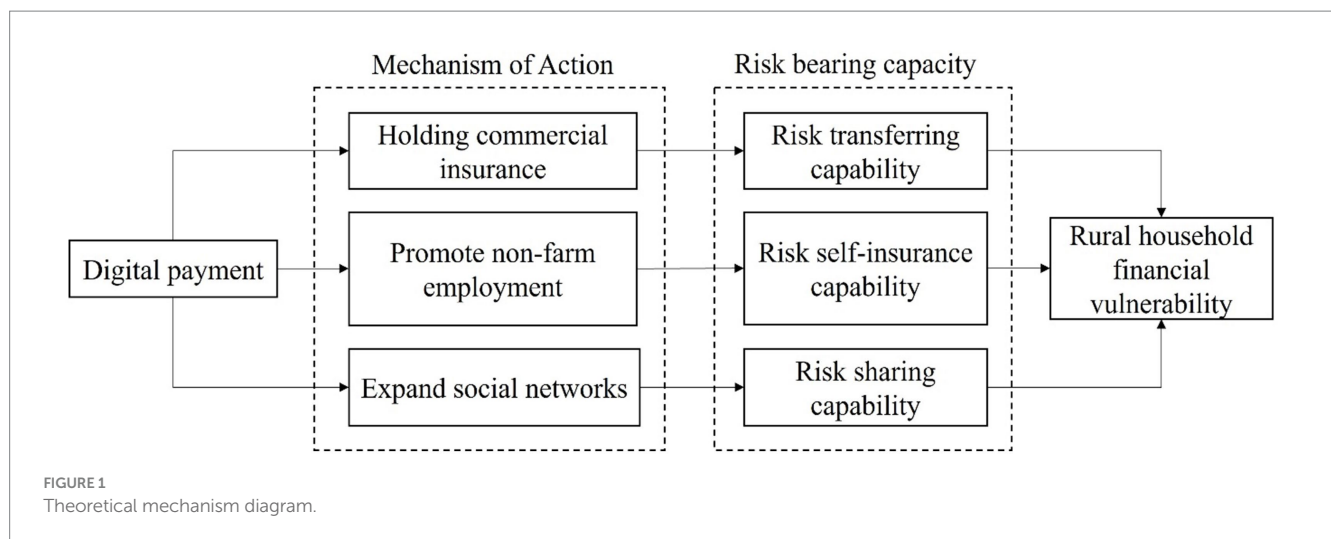 Mechanism of Action
Risk bearing capacity
Holding commercial
insurance
Risk transferring
capability
Digital payment
Promote non-farm
employment
Risk self-insurance
capability
Rural household
financial
vulnerability
Expand social networks
Risk sharing
capability
FIGURE 1
Theoretical mechanism diagram.